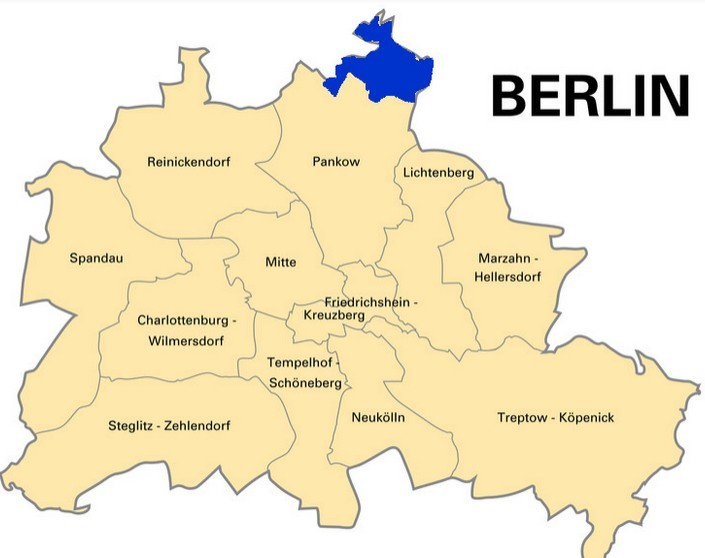 BERLIN
Reinickendorf
Pankow
Lichtenberg
Spandau
Mitte
Marzahn -
Hellersdorf
Friedrichshein -
Kreuzberg
Charlottenburg -
Wilmersdorf
Tempelhof -
Schöneberg
Steglitz - Zehlendorf
Neukölln
Treptow - Köpenick